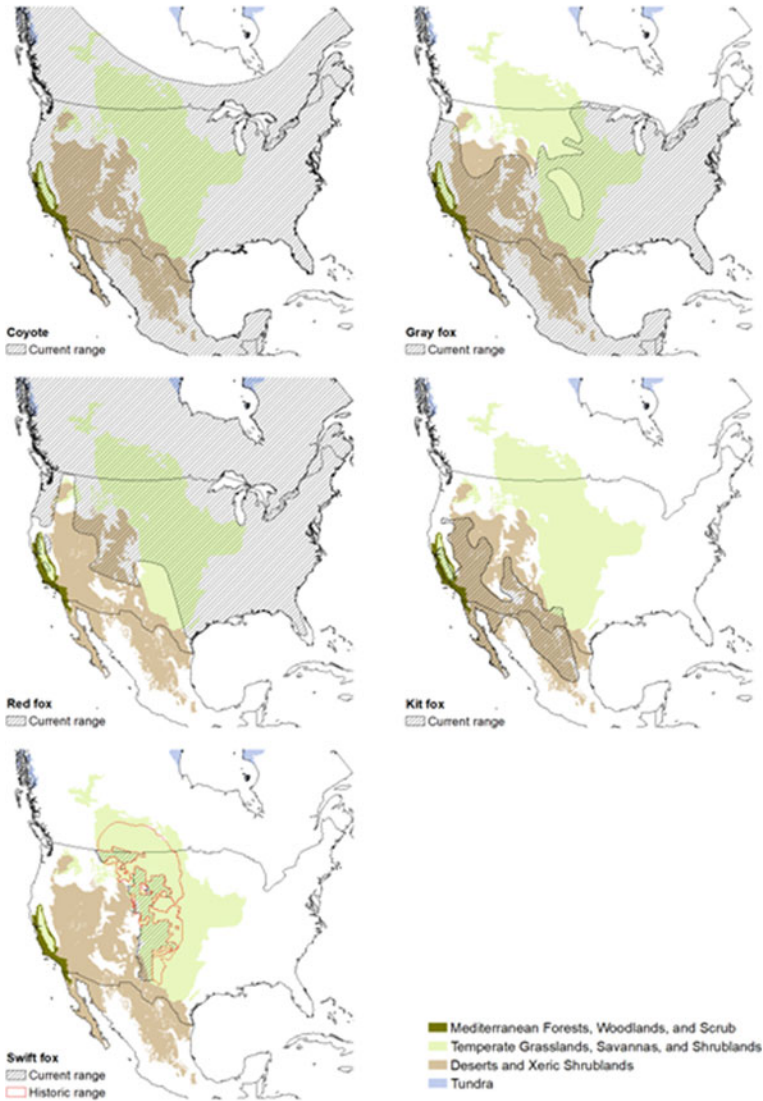 Coyote
Current range
Gray fox
Current range
Red fox
Current range
Kit fox
Current range
Swift fox
Current range
Historic range
Mediterranean Forests, Woodlands, and Scrub
Temperate Grasslands, Savannas, and Shrublands
Deserts and Xeric Shrublands
Tundra